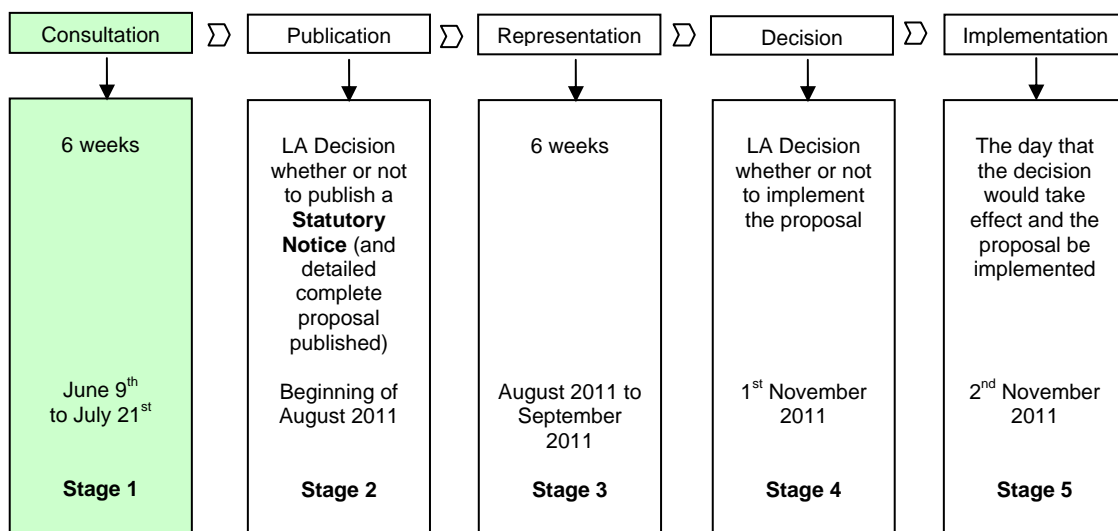 Consultation
Publication
Representation
Decision
Implementation
6 weeks
June 9th
to July 21st
Stage 1
LA Decision
whether or not
to publish a
Statutory
Notice (and
detailed
complete
proposal
published)
Beginning of
August 2011
Stage 2
6 weeks
August 2011 to
September
2011
Stage 3
LA Decision
whether or not
to implement
the proposal
1st November
2011
Stage 4
The day that
the decision
would take
effect and the
proposal be
implemented
2nd November
2011
Stage 5